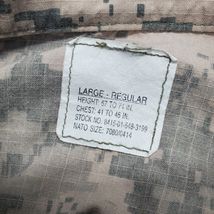 LARGE - REGULAR
HEIGHT: 67 TO 71 IN.
CHEST: 41 TO 45 IN.
STOCK NO. 8415-01-648-3199
NATO SIZE: 7080/0414